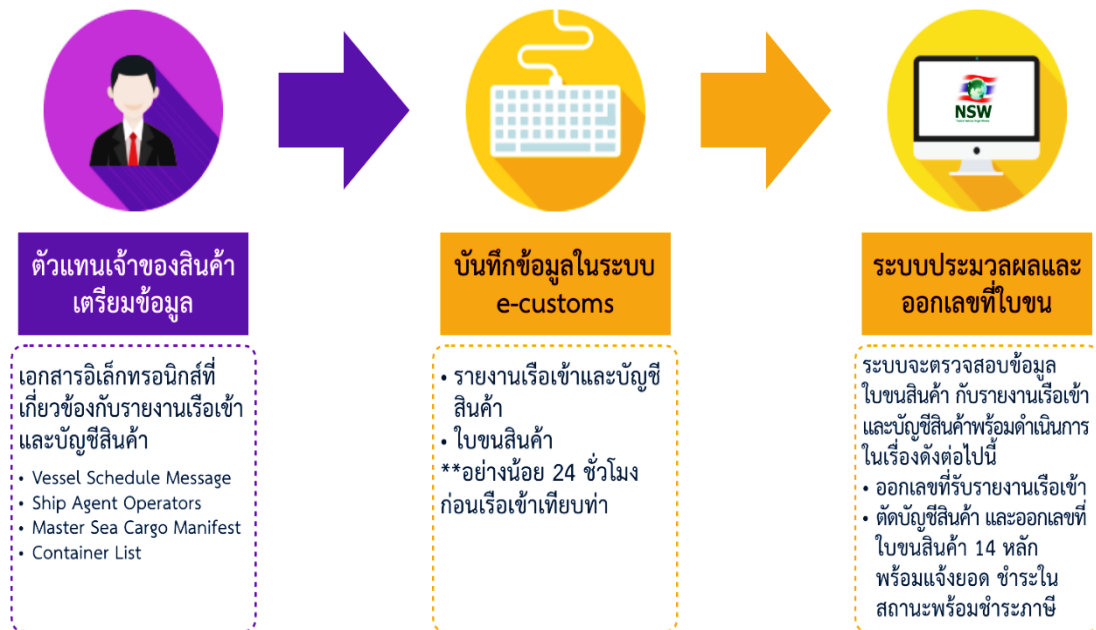 NSW
ตัวแทนเจ้าของสินค้า
เตรียมข้อมูล
เอกสารอิเล็กทรอนิกส์ที่
เกี่ยวข้องกับรายงานเรือเข้า
และบัญชีสินค้า
• Vessel Schedule Message
• Ship Agent Operators
• Master Sea Cargo Manifest
• Container List
บันทึกข้อมูลในระบบ
e-customs
• รายงานเรือเข้าและบัญชี
สินค้า
• ใบขนสินค้า
**อย่างน้อย 24 ชั่วโมง
ก่อนเรือเข้าเทียบท่า
ระบบประมวลผลและ
ออกเลขที่ใบขน
ระบบจะตรวจสอบข้อมูล
ใบขนสินค้า กับรายงานเรือเข้า
และบัญชีสินค้าพร้อมดำเนินการ
ในเรื่องดังต่อไปนี้
• ออกเลขที่รับรายงานเรือเข้า
• ตัดบัญชีสินค้า และออกเลขที่
ใบขนสินค้า 14 หลัก
พร้อมแจ้งยอด ชำระใน
สถานะพร้อมชำระภาษี